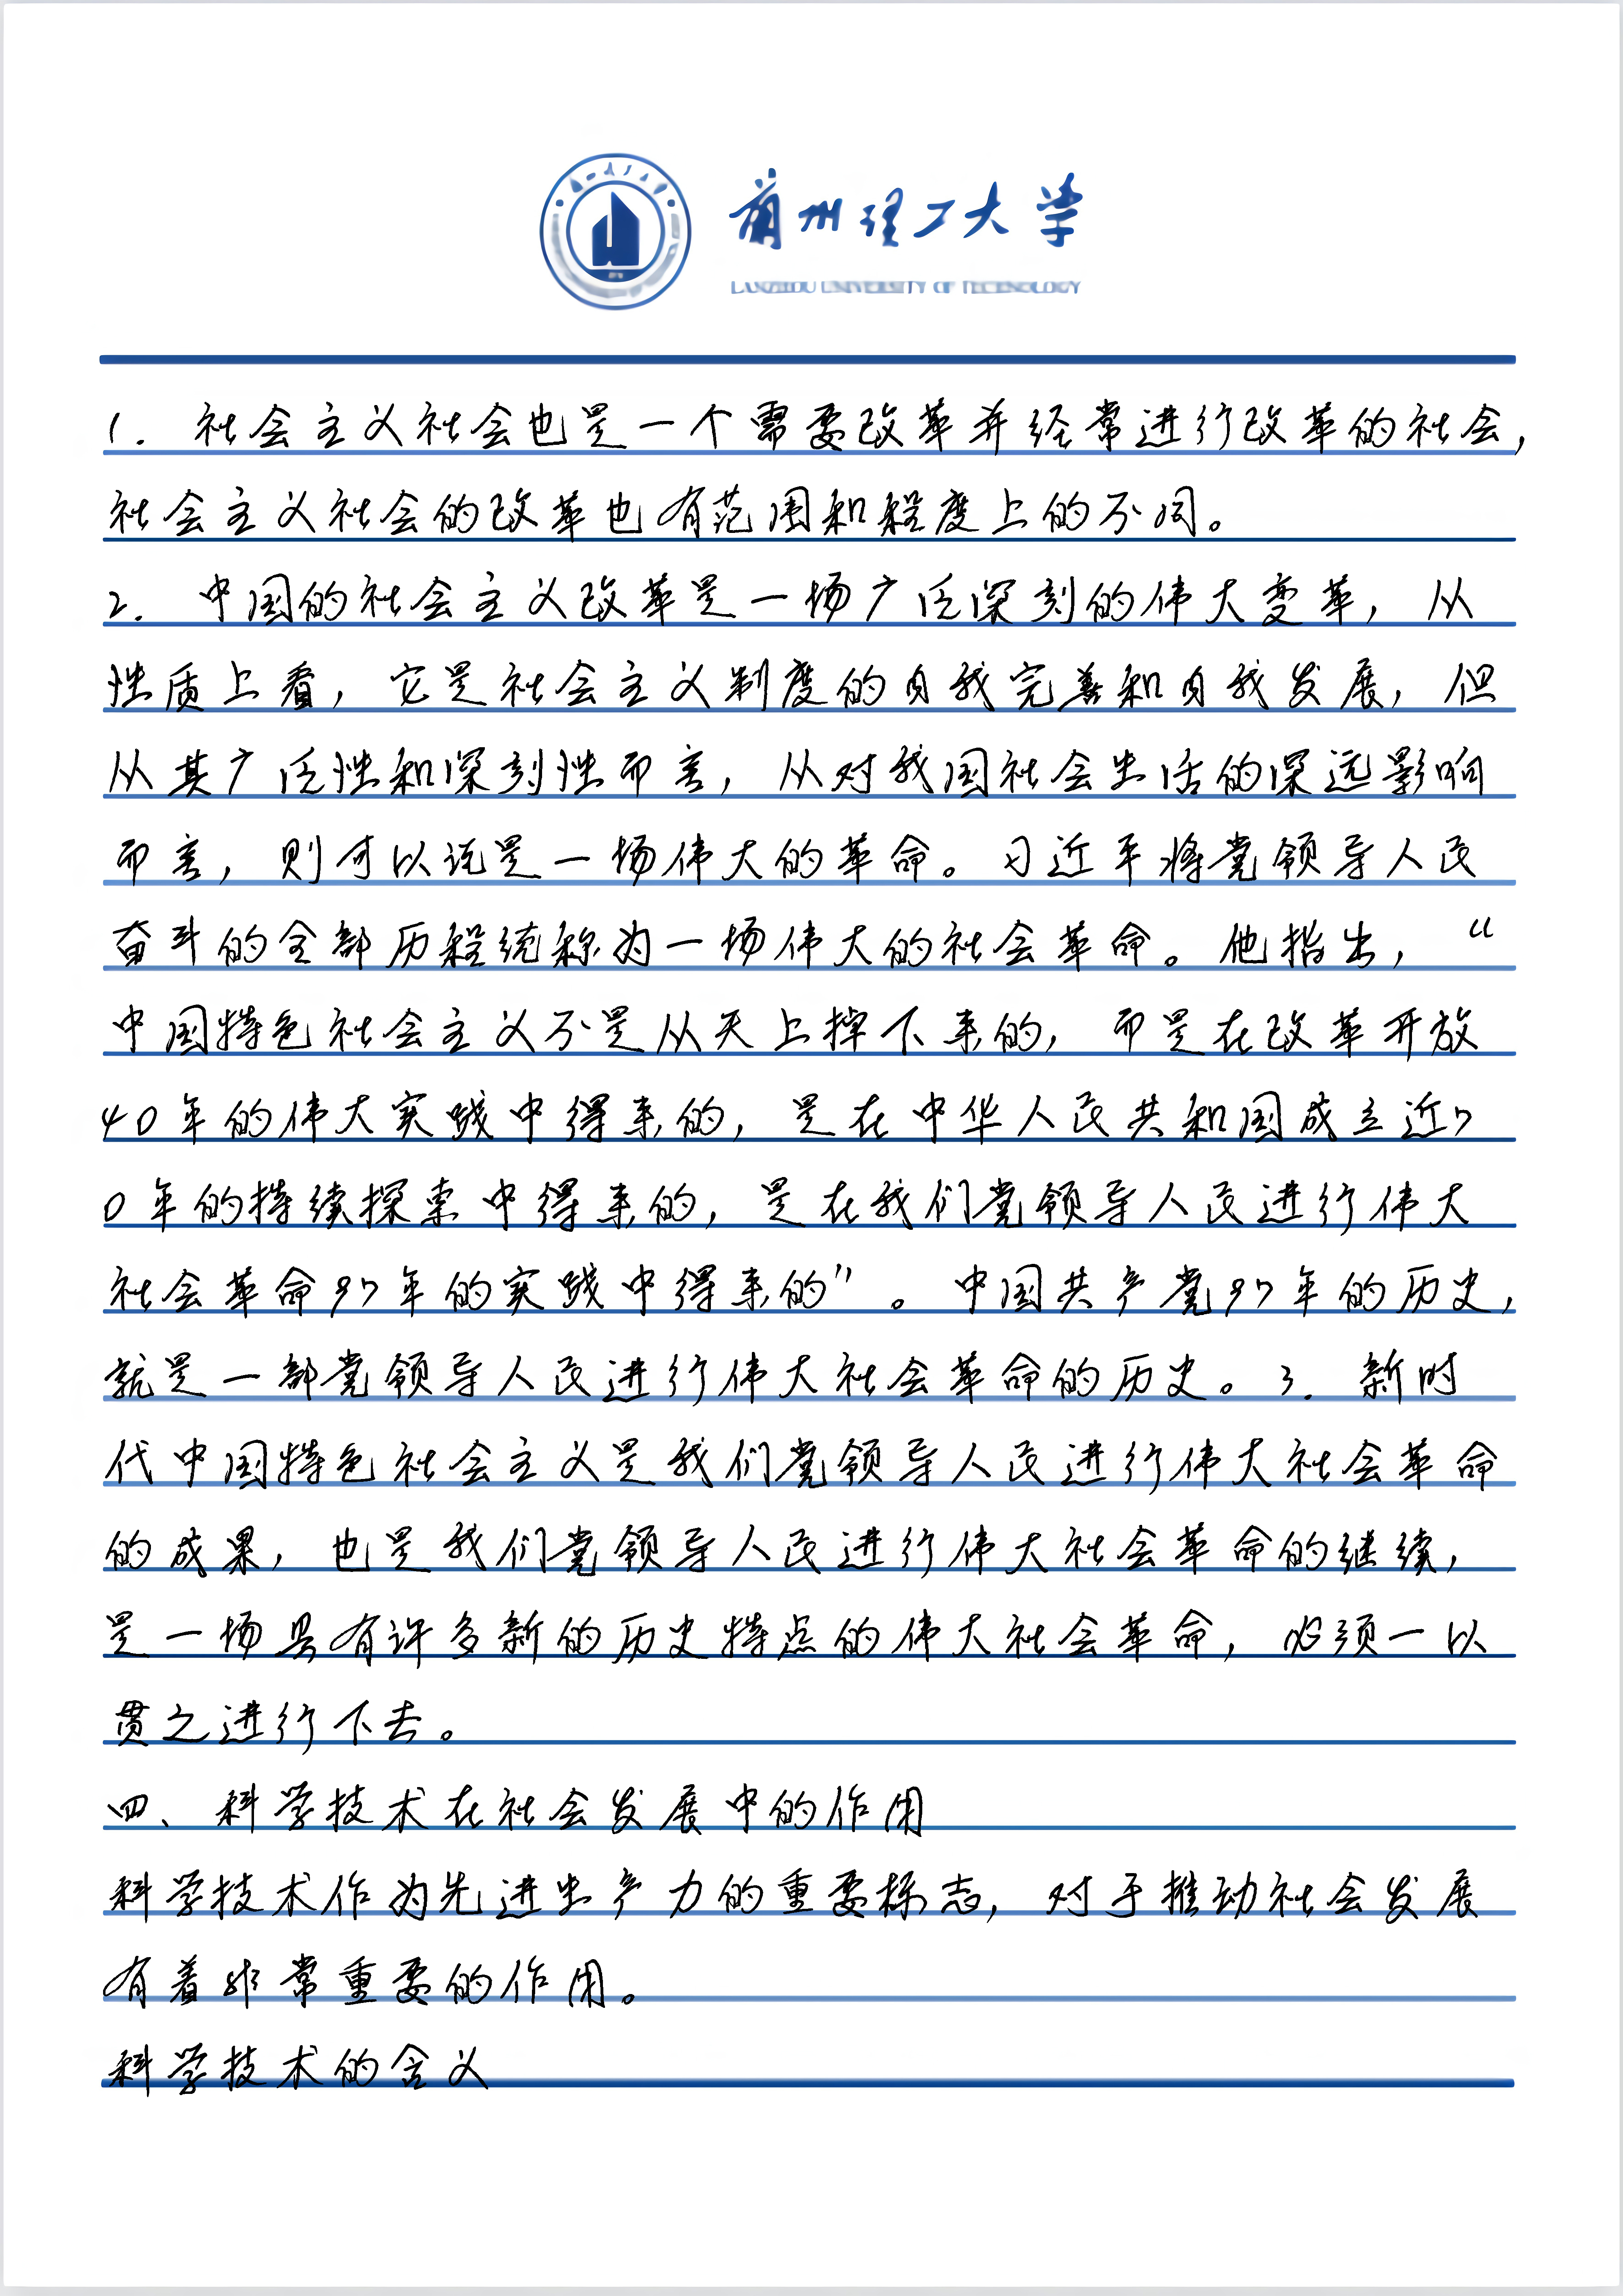 兰州理工大学
LANZHOU UNIVERSITY OF TECHNOLOGY
1. 社会主义社会也是一个需要改革并经常进行改革的社会,
社会主义社会的改革也有范围和程度上的不同。
2. 中国的社会主义改革是一场广泛深刻的伟大变革, 从
性质上看, 它是社会主义制度的自我完善和自我发展, 但
从其广泛性和深刻性而言, 从对我国社会生活的深远影响
而言, 则可以说是一场伟大的革命。习近平将党领导人民
奋斗的全部历程统称为一场伟大的社会革命。他指出, “
中国特色社会主义不是从天上掉下来的, 而是在改革开放
40年的伟大实践中得来的, 是在中华人民共和国成立近7
0年的持续探索中得来的, 是在我们党领导人民进行伟大
社会革命97年的实践中得来的”。中国共产党97年的历史,
就是一部党领导人民进行伟大社会革命的历史。3. 新时
代中国特色社会主义是我们党领导人民进行伟大社会革命
的成果, 也是我们党领导人民进行伟大社会革命的继续,
是一场具有许多新的历史特点的伟大社会革命, 必须一以
贯之进行下去。
四、科学技术在社会发展中的作用
科学技术作为先进生产力的重要标志, 对于推动社会发展
有着非常重要的作用。
科学技术的含义